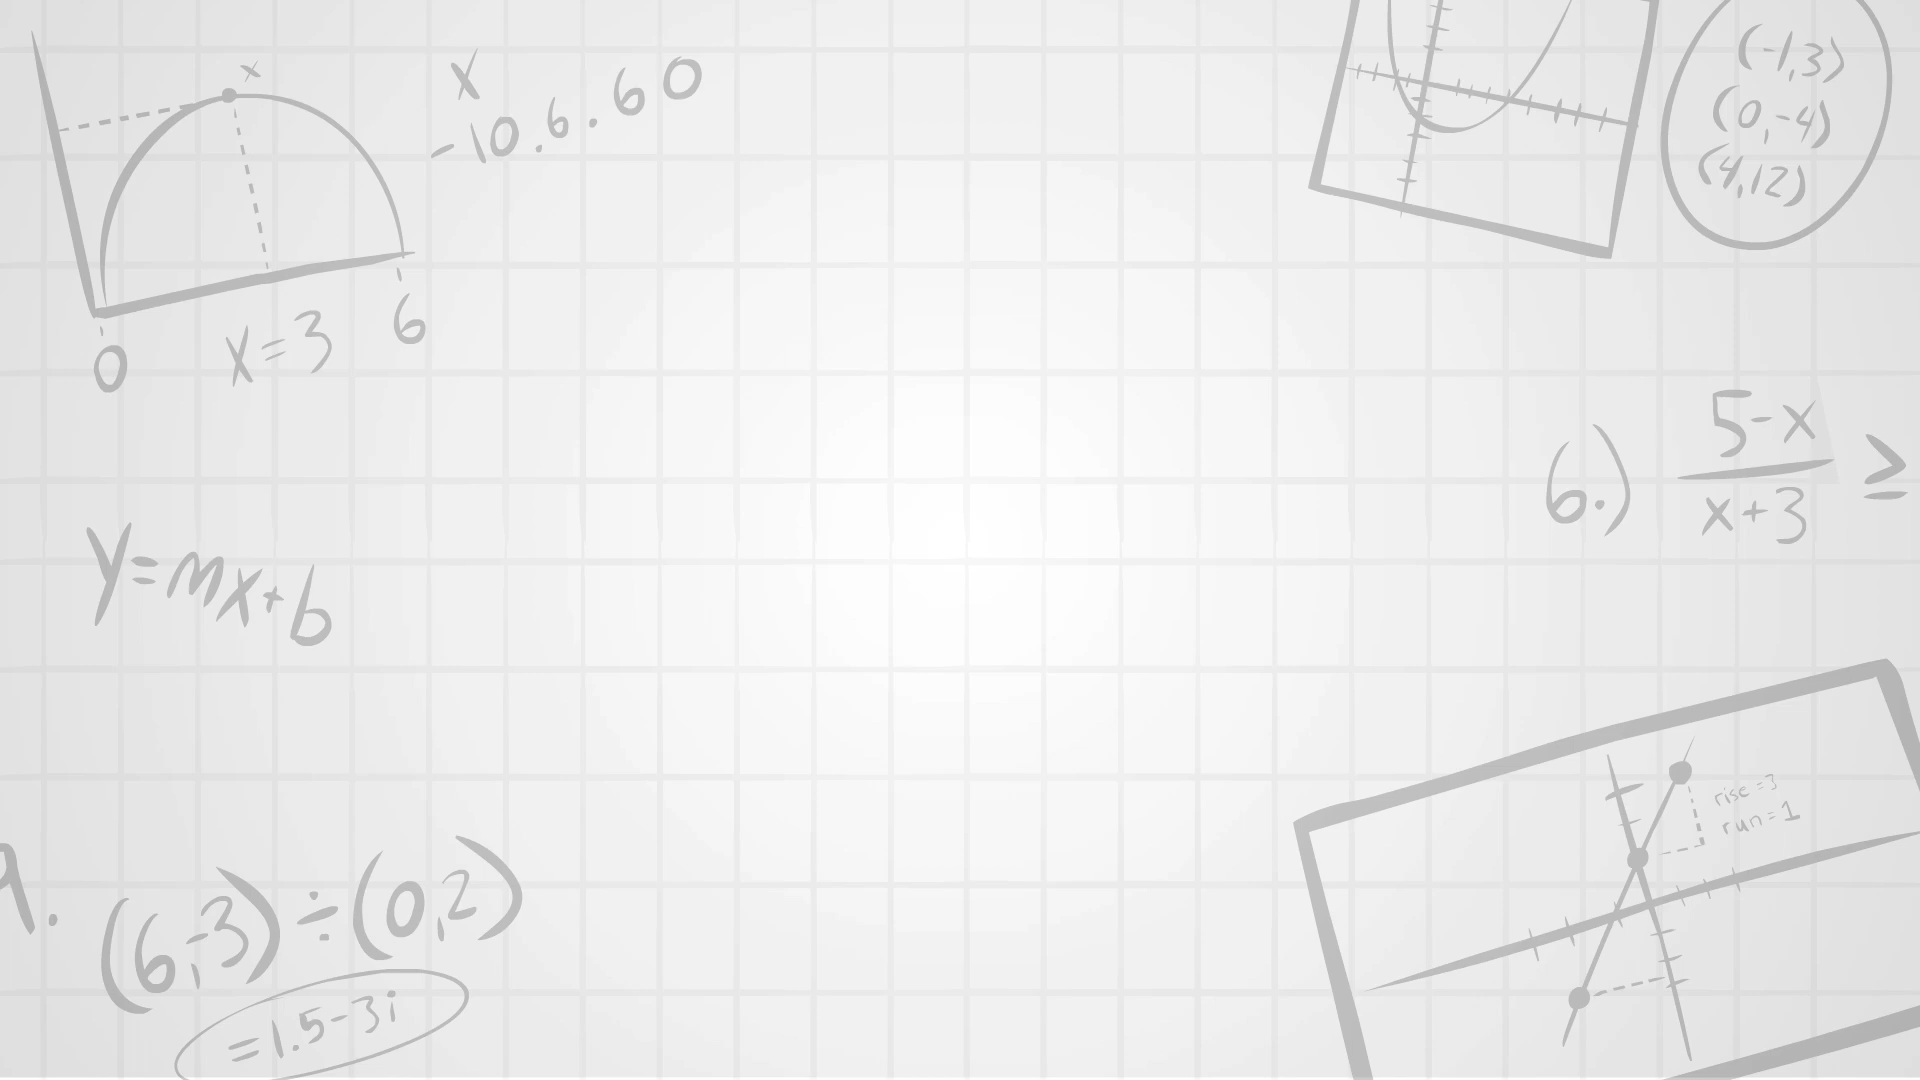 x
x
-10.6.60
0
x=3
6
(-1,3)
(0,-4)
(4,12)
6.) 5-x
x+3 ≥
y=mx+b
rise=3
run=1
9. (6,-3)÷(0,2)
=1.5-3i